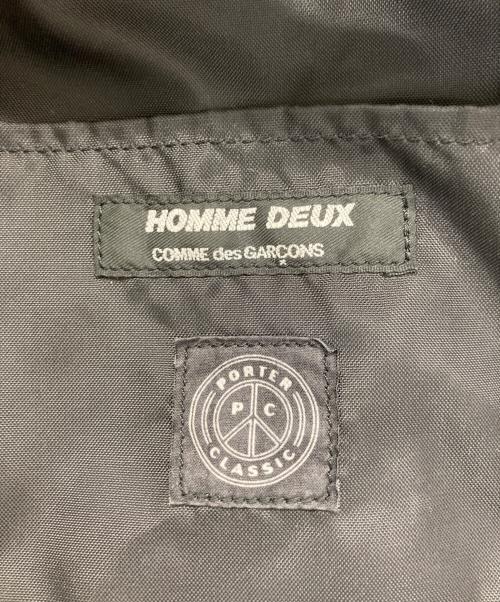 HOMME DEUX
COMME des GARÇONS
PORTER
P C
CLASSIC